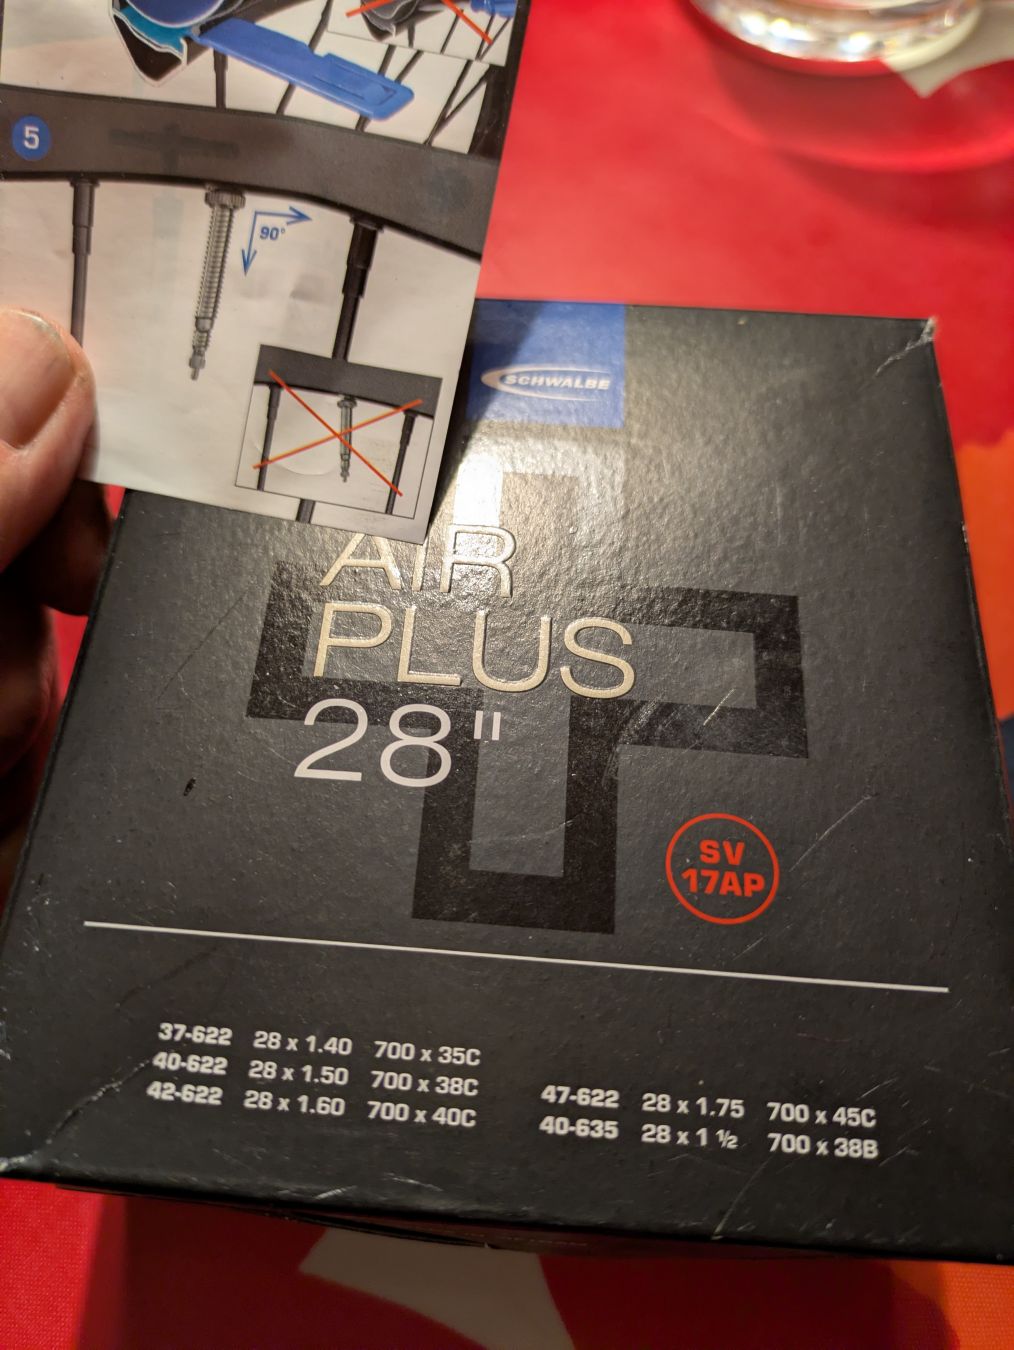 5
90°
SCHWALBE
AIR
PLUS
28"
SV
17AP
37-622 28 x 1.40 700 x 35C
40-622 28 x 1.50 700 x 38C
42-622 28 x 1.60 700 x 40C
47-622 28 x 1.75 700 x 45C
40-635 28 x 1 ½ 700 x 38B